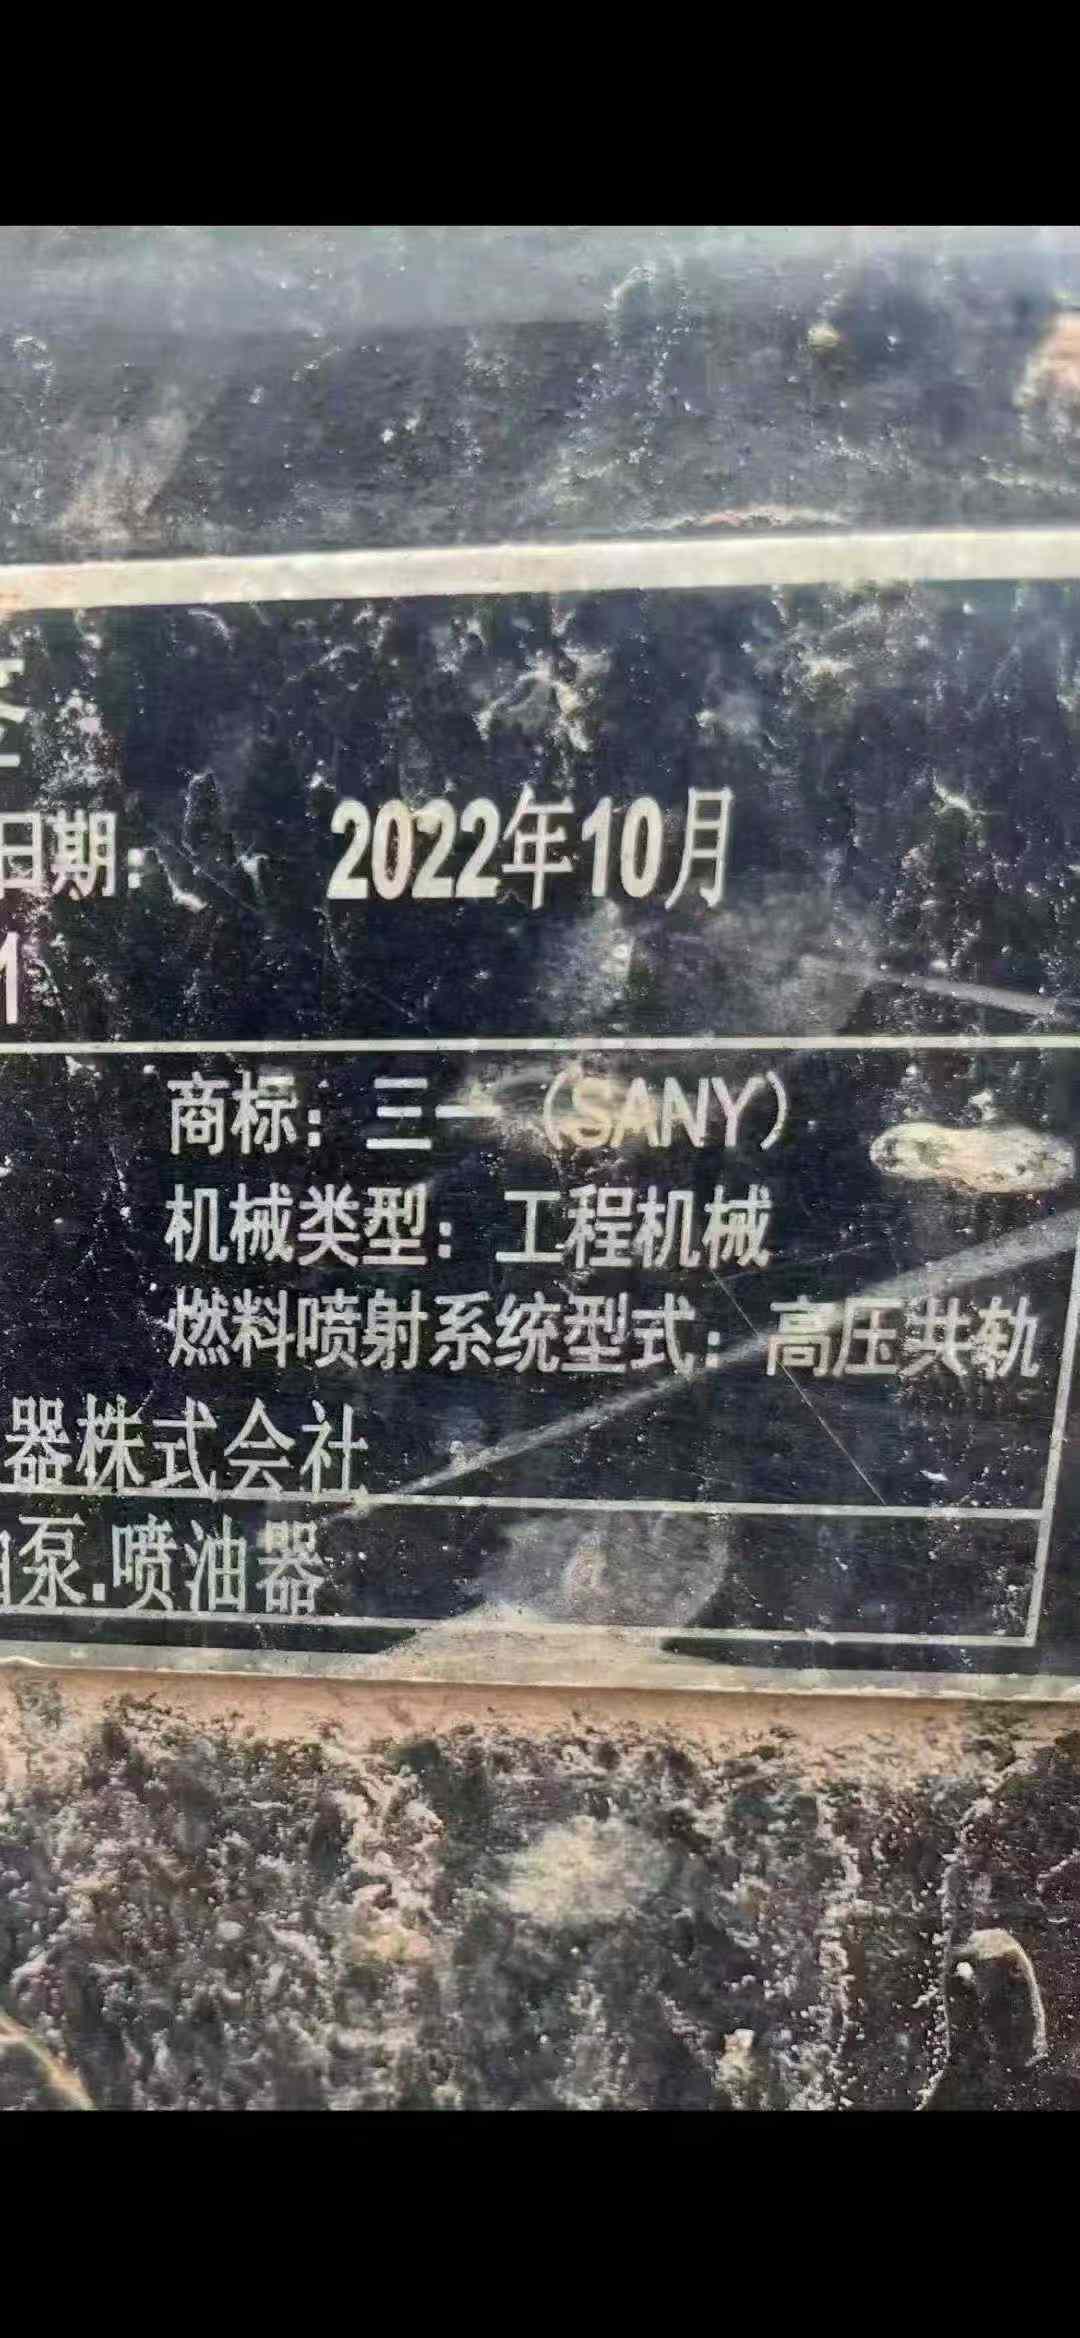 日期： 2022年10月
1
商标：三一（SANY）
机械类型：工程机械
燃料喷射系统型式：高压共轨
器株式会社
油泵.喷油器